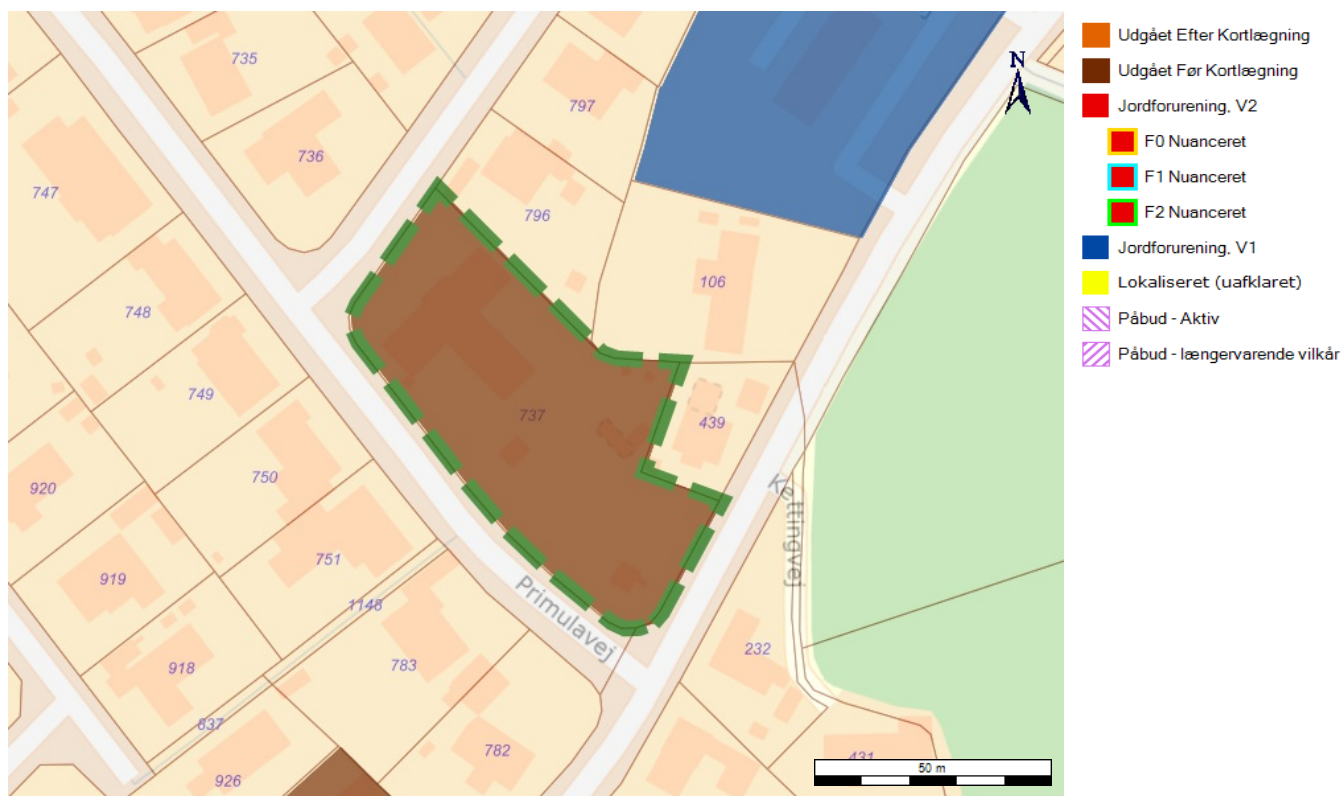 735
736
747
797
796
748
106
749
737
439
750
920
751
919
1148
783
918
837
926
782
232
431
Primulavej
Kettingvej
N
50 m
Udgået Efter Kortlægning
Udgået Før Kortlægning
Jordforurening, V2
F0 Nuanceret
F1 Nuanceret
F2 Nuanceret
Jordforurening, V1
Lokaliseret (uafklaret)
Påbud - Aktiv
Påbud - længervarende vilkår